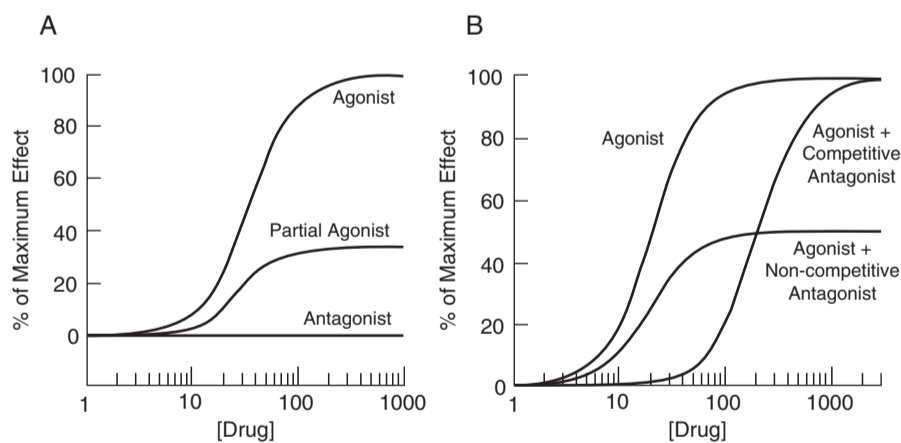 A
% of Maximum Effect
100
80
60
40
20
0
Agonist
Partial Agonist
Antagonist
1
10
100
1000
[Drug]
B
% of Maximum Effect
100
80
60
40
20
0
Agonist
Agonist +
Competitive
Antagonist
Agonist +
Non-competitive
Antagonist
1
10
100
1000
[Drug]